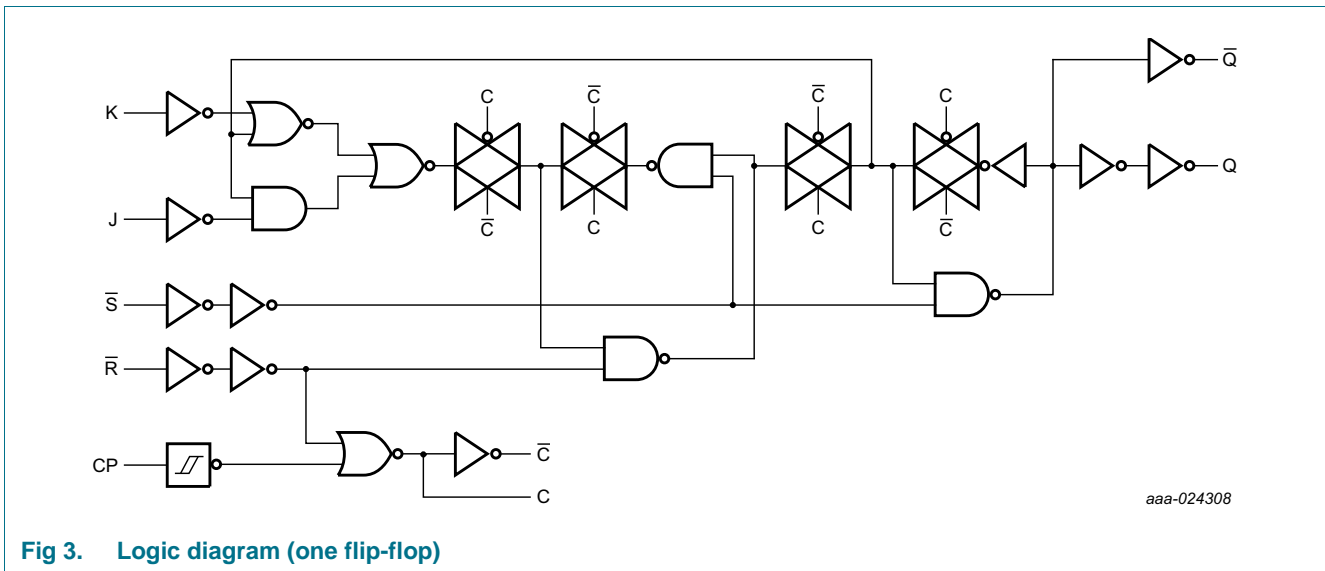 Q̅
C
C̅
C̅
C
K
Q
J
C̅
C
C
C̅
S̅
R̅
C̅
CP
C
aaa-024308
Fig 3. Logic diagram (one flip-flop)